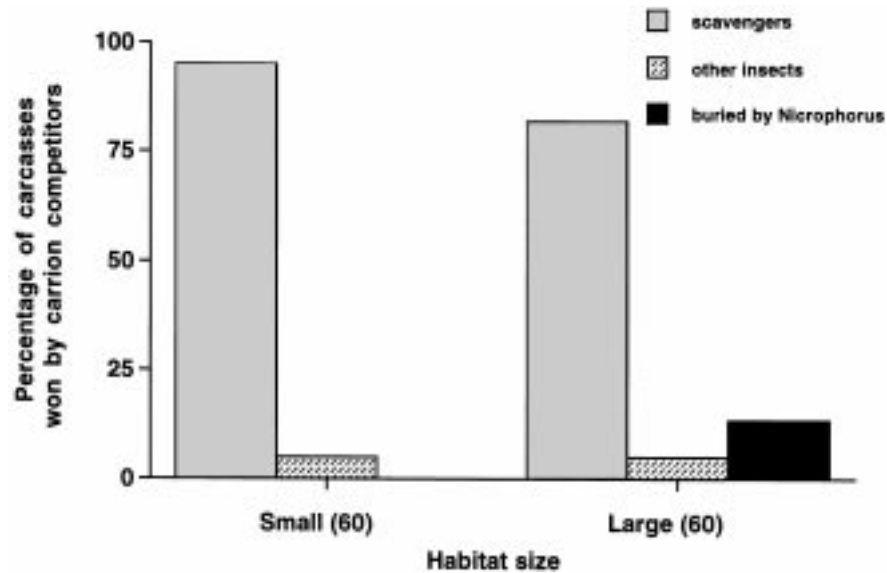 scavengers
other insects
buried by Nicrophorus
100
75
50
25
0
Percentage of carcasses
won by carrion competitors
Small (60)
Large (60)
Habitat size